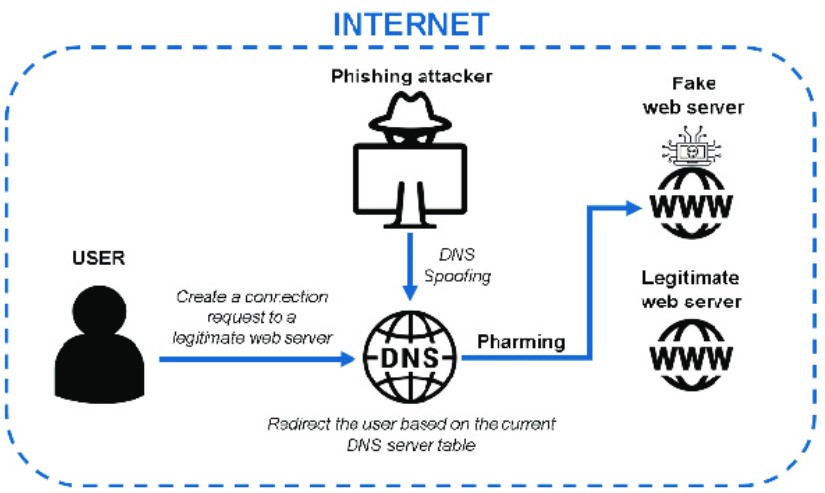 INTERNET
Phishing attacker
Fake
web server
WWW
DNS
Spoofing
USER
Create a connection
request to a
legitimate web server
DNS
Pharming
Legitimate
web server
WWW
Redirect the user based on the current
DNS server table